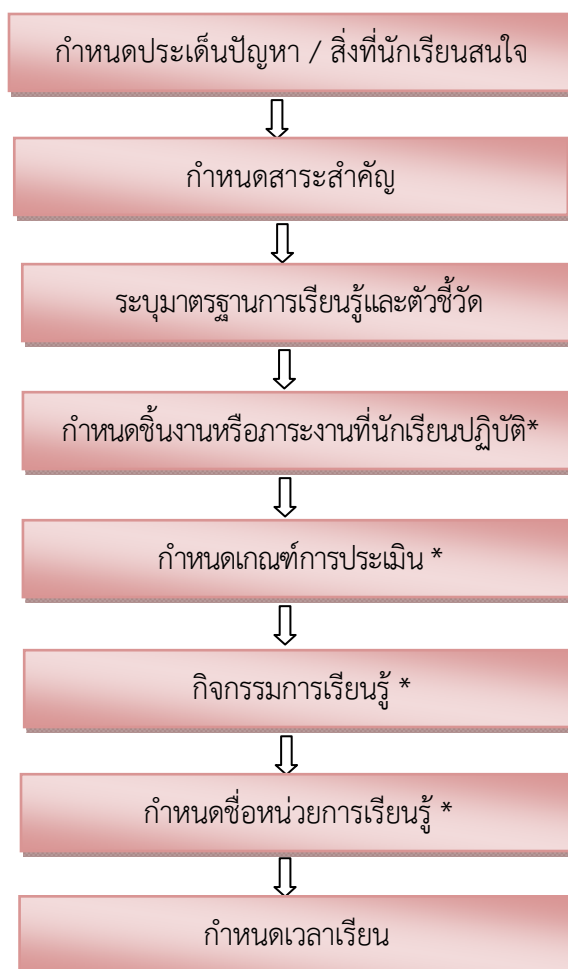 กำหนดประเด็นปัญหา / สิ่งที่นักเรียนสนใจ
กำหนดสาระสำคัญ
ระบุมาตรฐานการเรียนรู้และตัวชี้วัด
กำหนดชิ้นงานหรือภาระงานที่นักเรียนปฏิบัติ*
กำหนดเกณฑ์การประเมิน *
กิจกรรมการเรียนรู้ *
กำหนดชื่อหน่วยการเรียนรู้ *
กำหนดเวลาเรียน